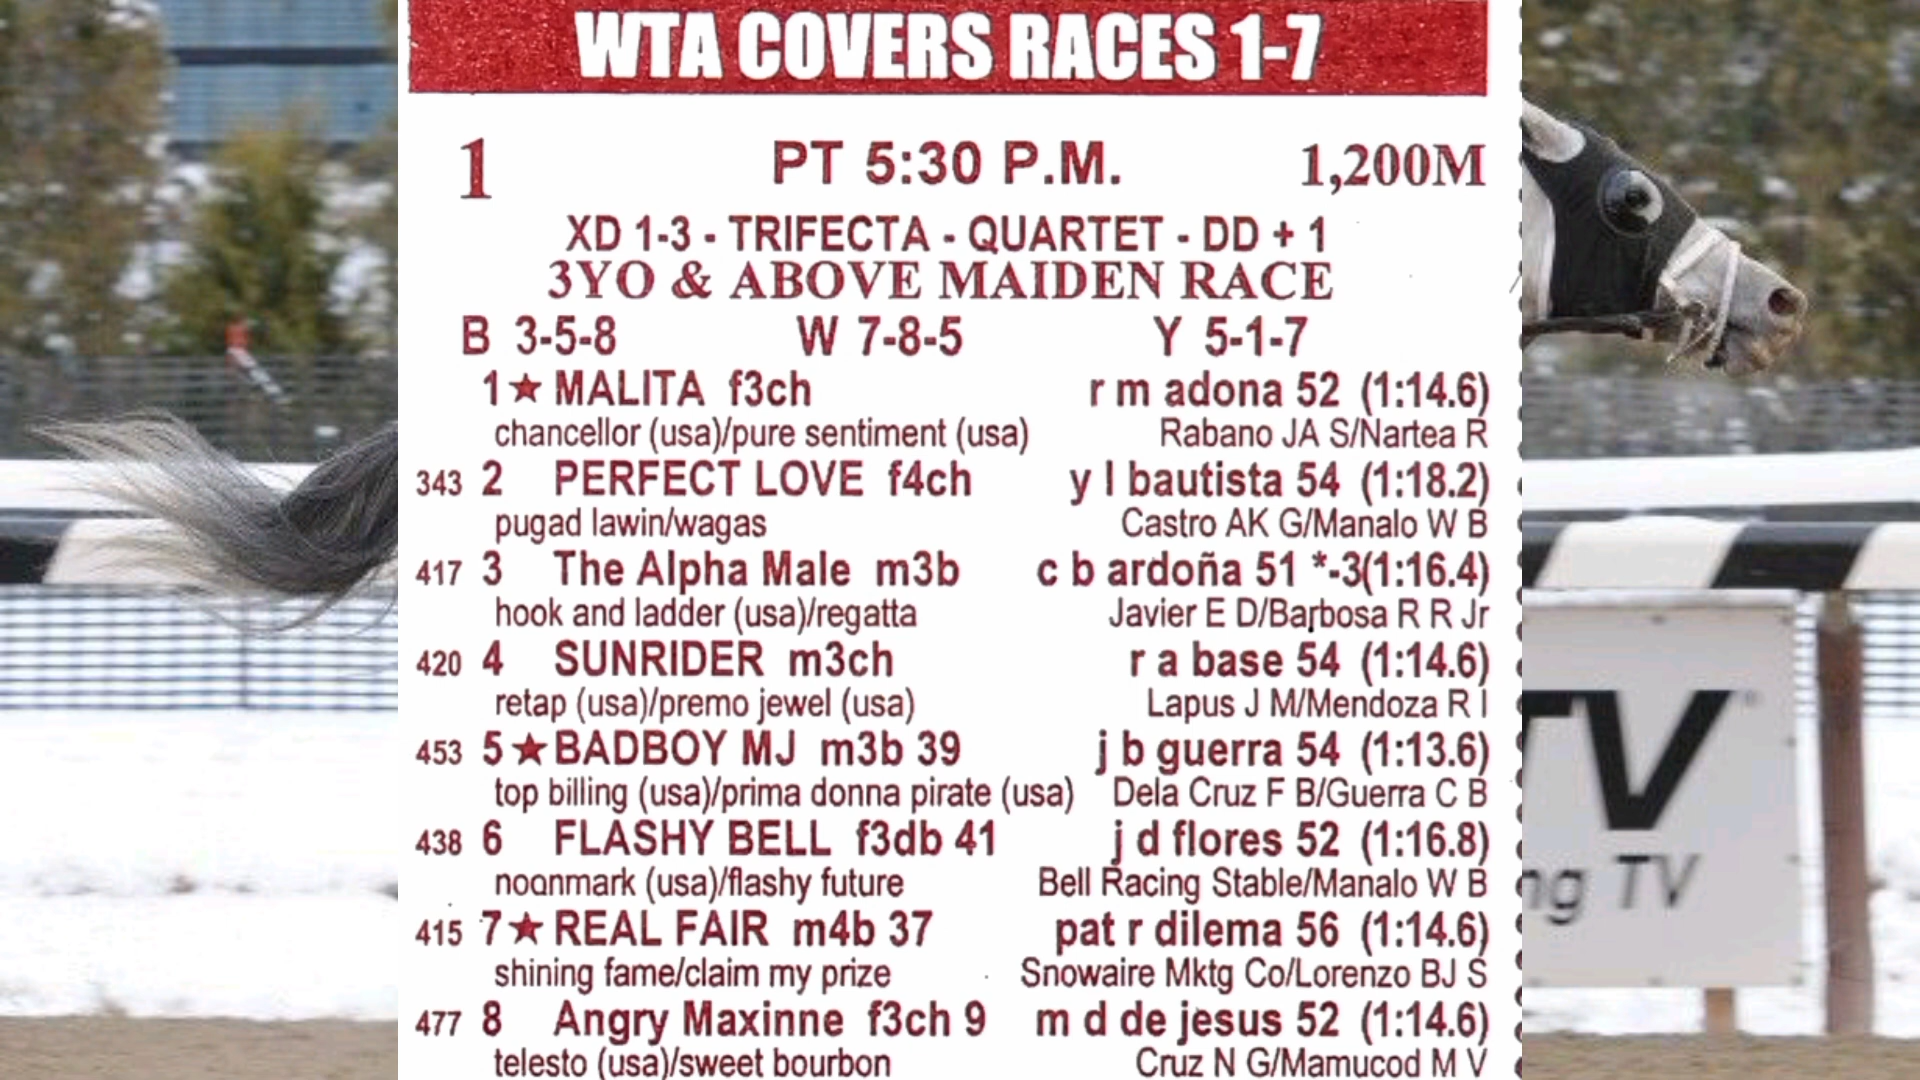 WTA COVERS RACES 1-7
1 PT 5:30 P.M. 1,200M
XD 1-3 - TRIFECTA - QUARTET - DD + 1
3YO & ABOVE MAIDEN RACE
B 3-5-8 W 7-8-5 Y 5-1-7
1★ MALITA f3ch r m adona 52 (1:14.6)
chancellor (usa)/pure sentiment (usa) Rabano JA S/Nartea R
343 2 PERFECT LOVE f4ch y l bautista 54 (1:18.2)
pugad lawin/wagas Castro AK G/Manalo W B
417 3 The Alpha Male m3b c b ardoña 51 *-3(1:16.4)
hook and ladder (usa)/regatta Javier E D/Barbosa R R Jr
420 4 SUNRIDER m3ch r a base 54 (1:14.6)
retap (usa)/premo jewel (usa) Lapus J M/Mendoza R I
453 5★ BADBOY MJ m3b 39 j b guerra 54 (1:13.6)
top billing (usa)/prima donna pirate (usa) Dela Cruz F B/Guerra C B
438 6 FLASHY BELL f3db 41 j d flores 52 (1:16.8)
noonmark (usa)/flashy future Bell Racing Stable/Manalo W B
415 7★ REAL FAIR m4b 37 pat r dilema 56 (1:14.6)
shining fame/claim my prize Snowaire Mktg Co/Lorenzo BJ S
477 8 Angry Maxinne f3ch 9 m d de jesus 52 (1:14.6)
telesto (usa)/sweet bourbon Cruz N G/Mamucod M V
TV
ng TV